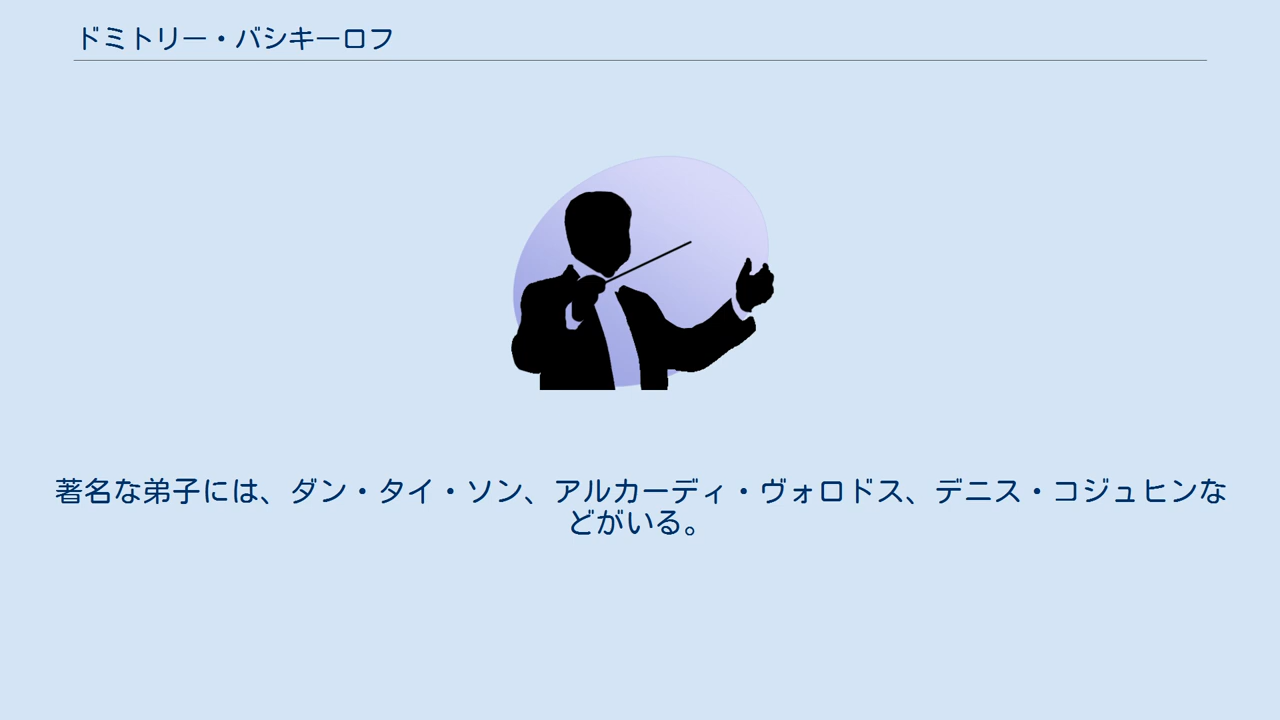 ドミトリー・バシキーロフ
著名な弟子には、ダン・タイ・ソン、アルカーディ・ヴォロドス、デニス・コジュヒンな
どがいる。